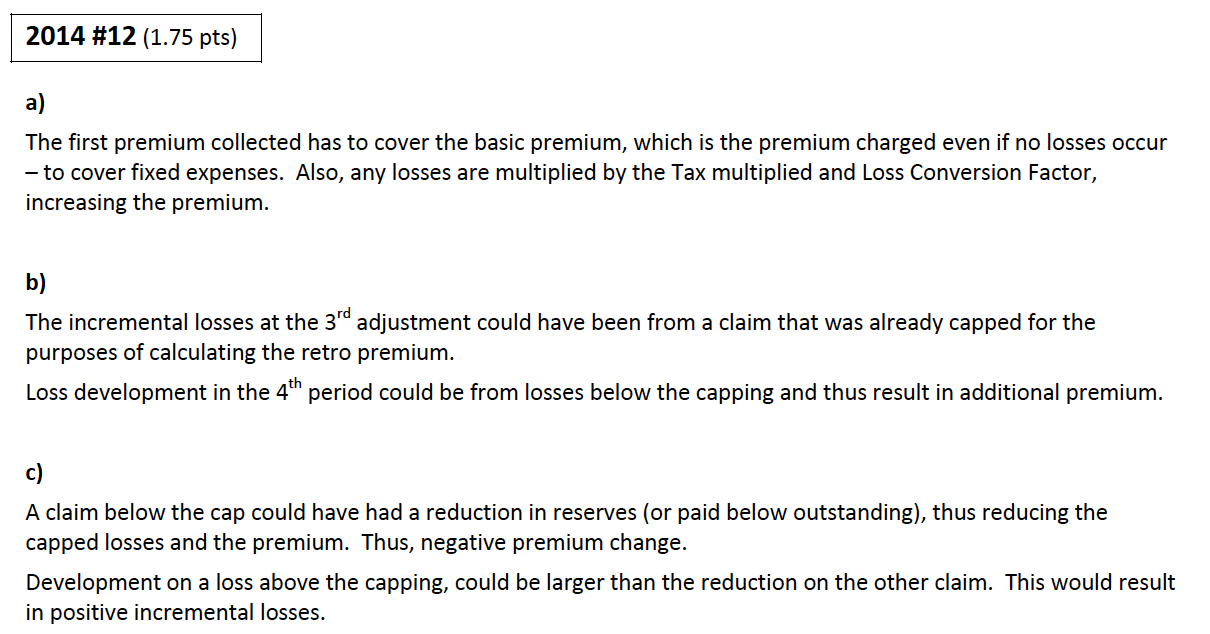 2014 #12 (1.75 pts)
a)
The first premium collected has to cover the basic premium, which is the premium charged even if no losses occur
– to cover fixed expenses.  Also, any losses are multiplied by the Tax multiplied and Loss Conversion Factor,
increasing the premium.
b)
The incremental losses at the 3rd adjustment could have been from a claim that was already capped for the
purposes of calculating the retro premium.
Loss development in the 4th period could be from losses below the capping and thus result in additional premium.
c)
A claim below the cap could have had a reduction in reserves (or paid below outstanding), thus reducing the
capped losses and the premium.  Thus, negative premium change.
Development on a loss above the capping, could be larger than the reduction on the other claim.  This would result
in positive incremental losses.